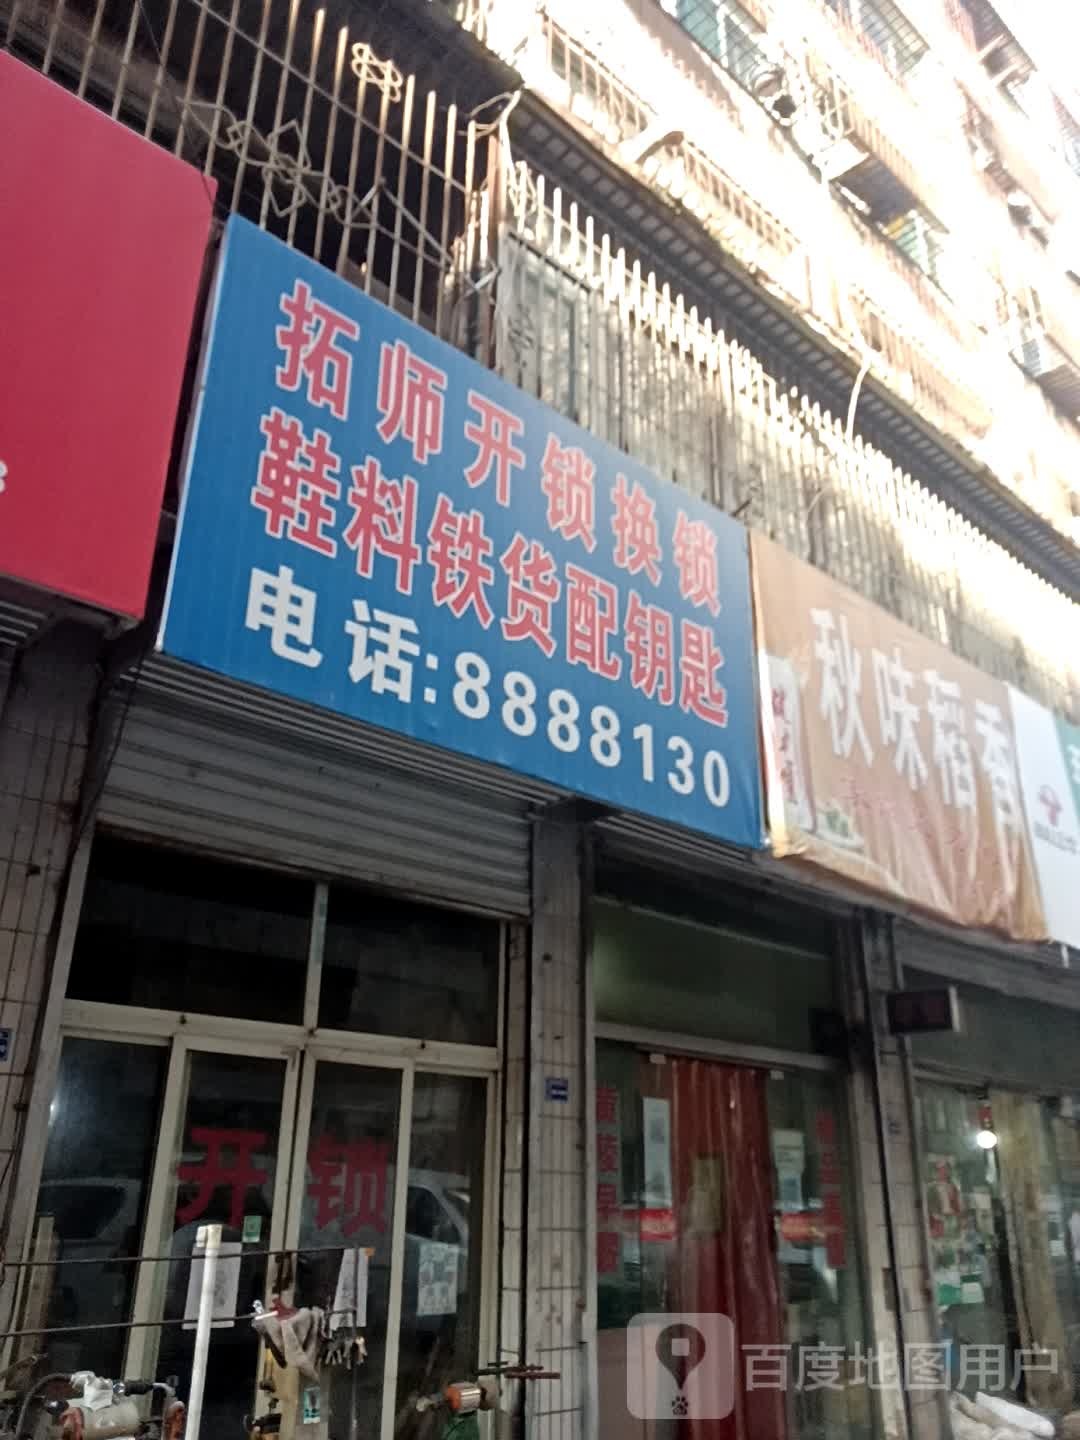 拓师开锁换锁
鞋料铁货配钥匙
电话:8888130
秋味稻香
开锁
百度地图用户